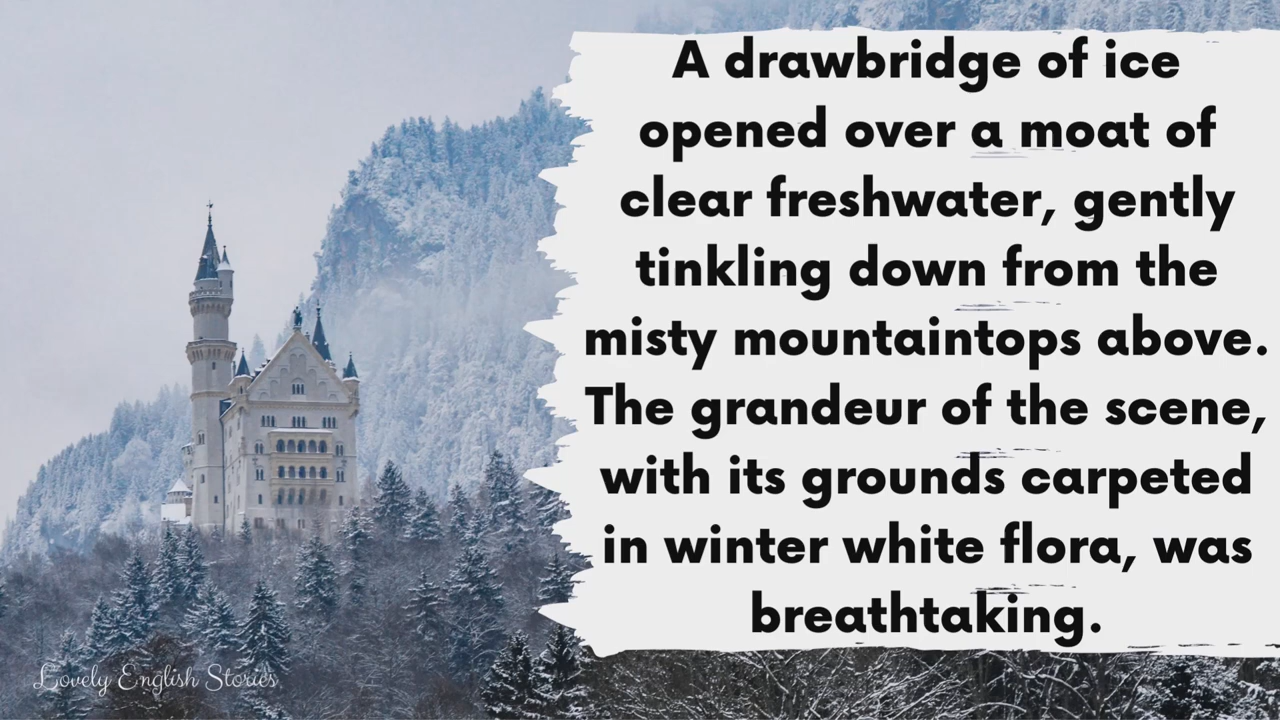 A drawbridge of ice
opened over a moat of
clear freshwater, gently
tinkling down from the
misty mountaintops above.
The grandeur of the scene,
with its grounds carpeted
in winter white flora, was
breathtaking.
Lovely English Stories